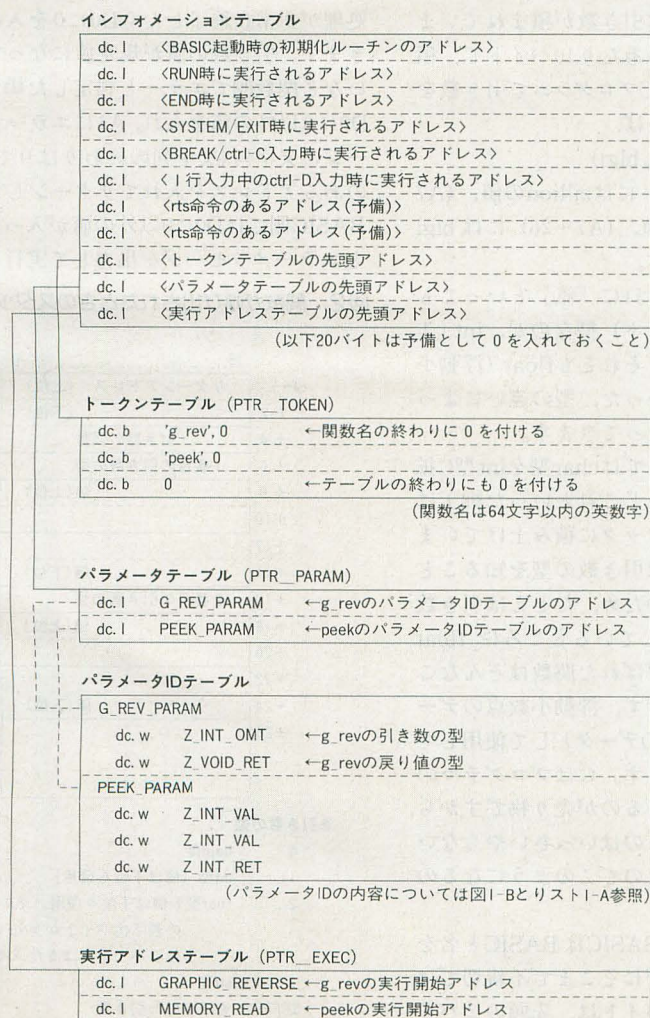 インフォメーションテーブル
dc. l 〈BASIC起動時の初期化ルーチンのアドレス〉
dc. l 〈RUN時に実行されるアドレス〉
dc. l 〈END時に実行されるアドレス〉
dc. l 〈SYSTEM/EXIT時に実行されるアドレス〉
dc. l 〈BREAK/ctrl-C入力時に実行されるアドレス〉
dc. l 〈1行入力中のctrl-D入力時に実行されるアドレス〉
dc. l 〈rts命令のあるアドレス(予備)〉
dc. l 〈rts命令のあるアドレス(予備)〉
dc. l 〈トークンテーブルの先頭アドレス〉
dc. l 〈パラメータテーブルの先頭アドレス〉
dc. l 〈実行アドレステーブルの先頭アドレス〉
(以下20バイトは予備として0を入れておくこと)
トークンテーブル (PTR__TOKEN)
dc. b 'g_rev', 0 ←関数名の終わりに0を付ける
dc. b 'peek', 0
dc. b 0 ←テーブルの終わりにも0を付ける
(関数名は64文字以内の英数字)
パラメータテーブル (PTR__PARAM)
dc. l G_REV_PARAM ←g_revのパラメータIDテーブルのアドレス
dc. l PEEK_PARAM ←peekのパラメータIDテーブルのアドレス
パラメータIDテーブル
G_REV_PARAM
dc. w Z_INT_OMT ←g_revの引き数の型
dc. w Z_VOID_RET ←g_revの戻り値の型
PEEK_PARAM
dc. w Z_INT_VAL
dc. w Z_INT_VAL
dc. w Z_INT_RET
(パラメータIDの内容については図1-BとリストI-A参照)
実行アドレステーブル (PTR__EXEC)
dc. l GRAPHIC_REVERSE ←g_revの実行開始アドレス
dc. l MEMORY_READ ←peekの実行開始アドレス